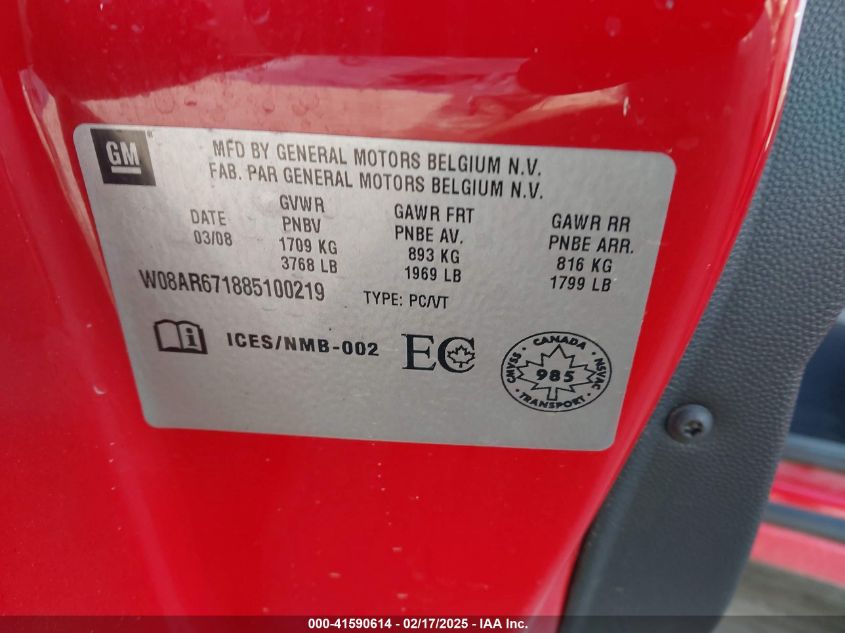 GM
MFD BY GENERAL MOTORS BELGIUM N.V.
FAB. PAR GENERAL MOTORS BELGIUM N.V.
DATE
03/08
GVWR
PNBV
1709 KG
3768 LB
GAWR FRT
PNBE AV.
893 KG
1969 LB
GAWR RR
PNBE ARR.
816 KG
1799 LB
W08AR671885100219
TYPE: PC/VT
i ICES/NMB-002
EC
CANADA
CMVSS
985
NSVAC
TRANSPORT
000-41590614 - 02/17/2025 - IAA Inc.